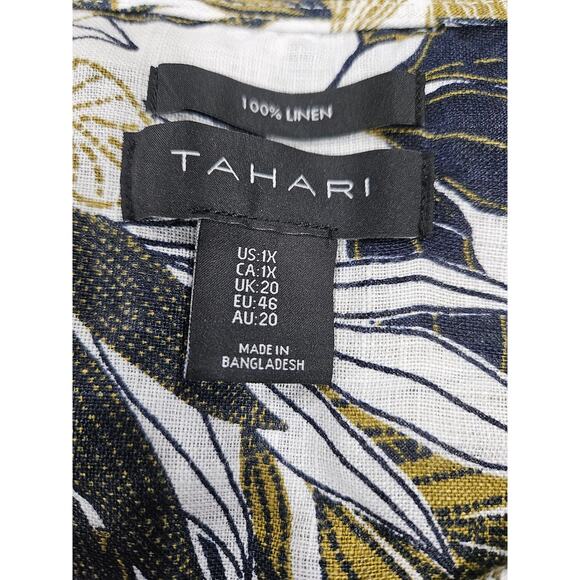 100% LINEN
TAHARI
US:1X
CA:1X
UK:20
EU:46
AU:20
MADE IN
BANGLADESH